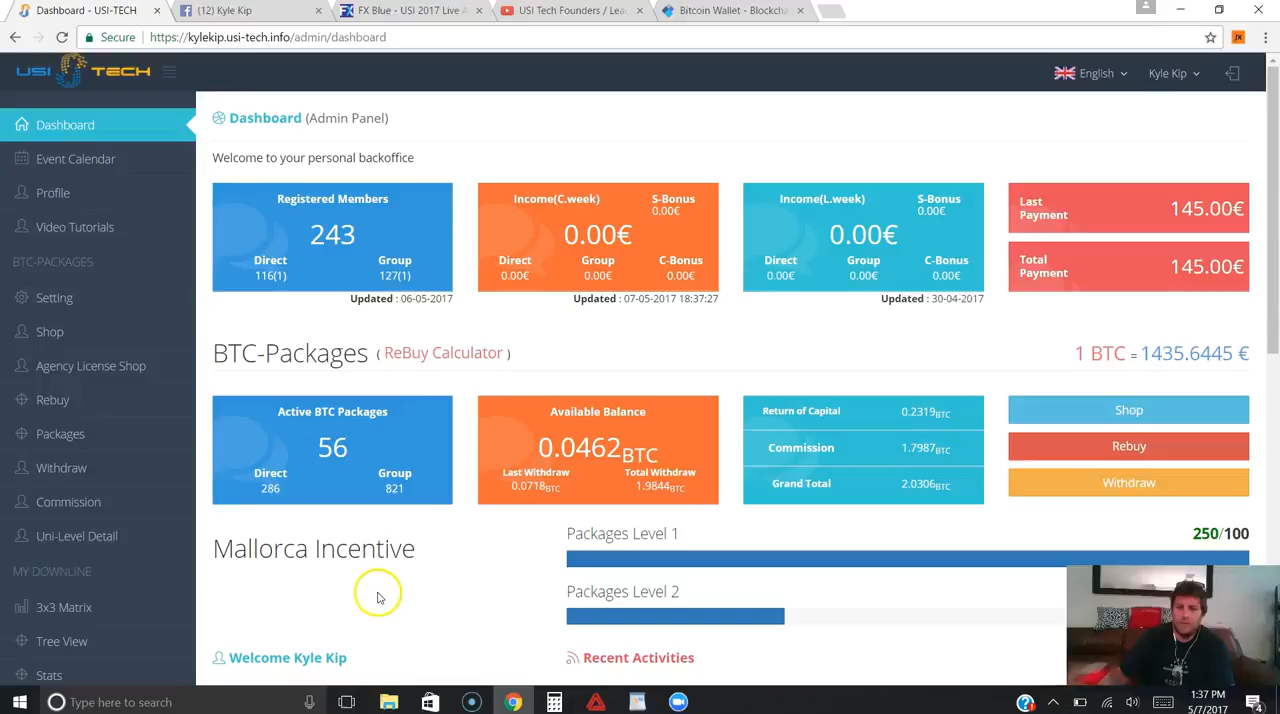 Dashboard - USI-TECH
(12) Kyle Kip
FX Blue - USI 2017 Live A
USI Tech Founders / Lea
Bitcoin Wallet - Blockcha
Secure
https://kylekip.usi-tech.info/admin/dashboard
USI TECH
English
Kyle Kip
Dashboard
Event Calendar
Profile
Video Tutorials
BTC-PACKAGES
Setting
Shop
Agency License Shop
Rebuy
Packages
Withdraw
Commission
Uni-Level Detail
MY DOWNLINE
3x3 Matrix
Tree View
Stats
Dashboard (Admin Panel)
Welcome to your personal backoffice
Registered Members
243
Direct Group
116(1) 127(1)
Updated : 06-05-2017
Income(C.week) S-Bonus
0.00€
0.00€
Direct Group C-Bonus
0.00€ 0.00€ 0.00€
Updated : 07-05-2017 18:37:27
Income(L.week) S-Bonus
0.00€
0.00€
Direct Group C-Bonus
0.00€ 0.00€ 0.00€
Updated : 30-04-2017
Last
Payment
145.00€
Total
Payment
145.00€
BTC-Packages ( ReBuy Calculator )
1 BTC = 1435.6445 €
Active BTC Packages
56
Direct Group
286 821
Available Balance
0.0462BTC
Last Withdraw Total Withdraw
0.0718BTC 1.9844BTC
Return of Capital 0.2319BTC
Commission 1.7987BTC
Grand Total 2.0306BTC
Shop
Rebuy
Withdraw
Mallorca Incentive
Packages Level 1
250/100
Packages Level 2
Welcome Kyle Kip
Recent Activities
Type here to search
1:37 PM
5/7/2017
4